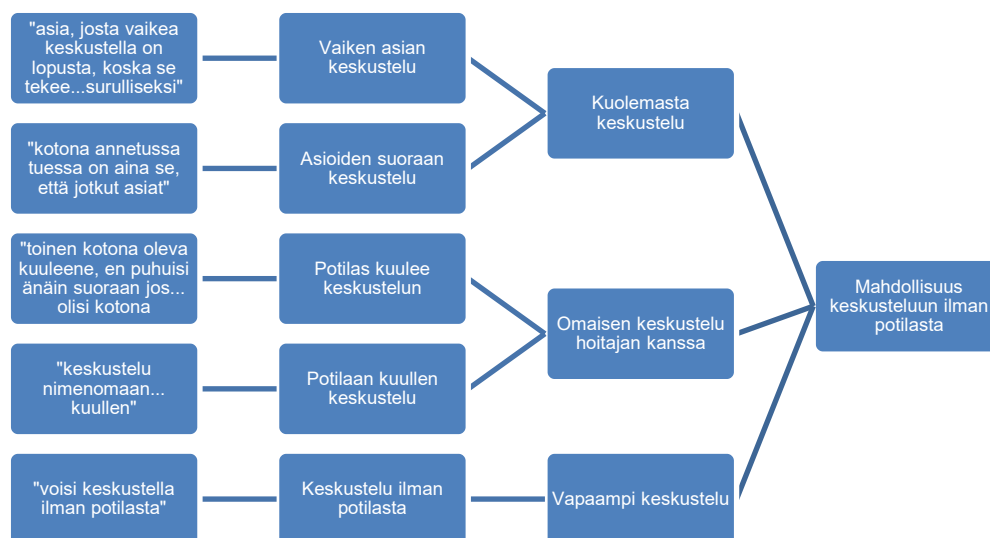 "asia, josta vaikea
keskustella on
lopusta, koska se
tekee...surulliseksi"
Vaiken asian
keskustelu
"kotona annetussa
tuessa on aina se,
että jotkut asiat"
Asioiden suoraan
keskustelu
Kuolemasta
keskustelu
"toinen kotona oleva
kuuleene, en puhuisi
änäin suoraan jos...
olisi kotona
Potilas kuulee
keskustelun
"keskustelu
nimenomaan...
kuullen"
Potilaan kuullen
keskustelu
Omaisen keskustelu
hoitajan kanssa
"voisi keskustella
ilman potilasta"
Keskustelu ilman
potilasta
Vapaampi keskustelu
Mahdollisuus
keskusteluun ilman
potilasta